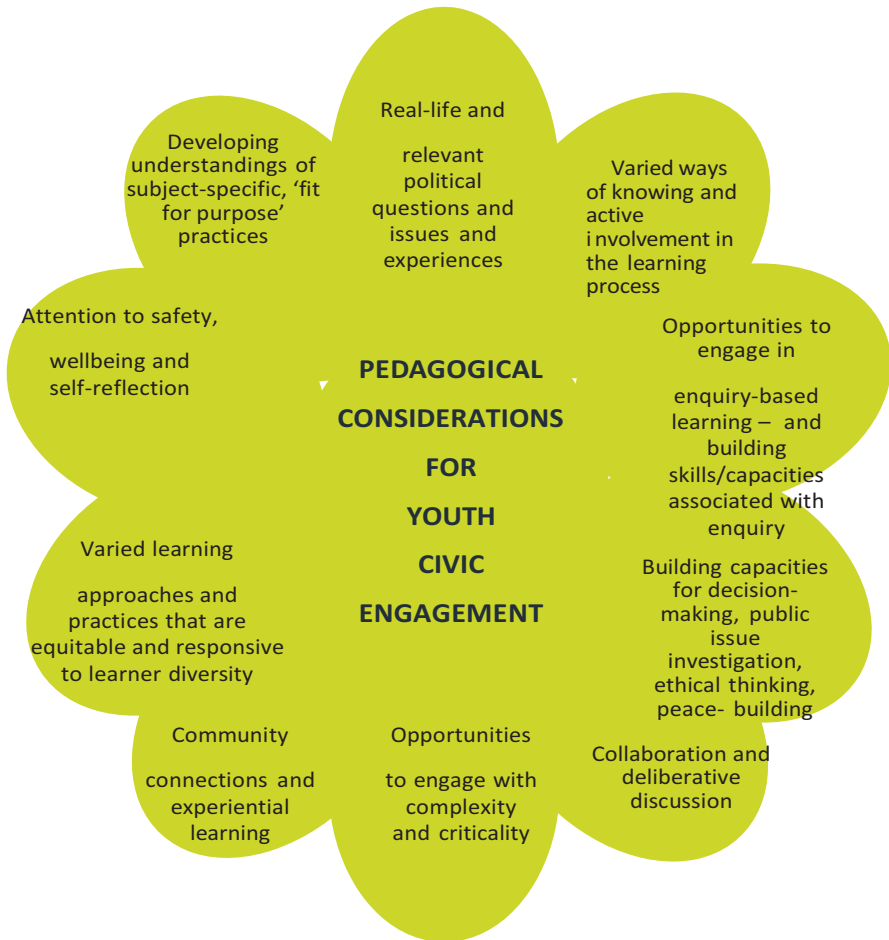 Real-life and
relevant
political
questions and
issues and
experiences
Varied ways
of knowing and
active
involvement in
the learning
process
Opportunities to
engage in
enquiry-based
learning – and
building
skills/capacities
associated with
enquiry
Building capacities
for decision-
making, public
issue
investigation,
ethical thinking,
peace- building
Collaboration and
deliberative
discussion
Opportunities
to engage with
complexity
and criticality
Community
connections and
experiential
learning
Varied learning
approaches and
practices that are
equitable and responsive
to learner diversity
Attention to safety,
wellbeing and
self-reflection
Developing
understandings of
subject-specific, ‘fit
for purpose’
practices
PEDAGOGICAL
CONSIDERATIONS
FOR
YOUTH
CIVIC
ENGAGEMENT